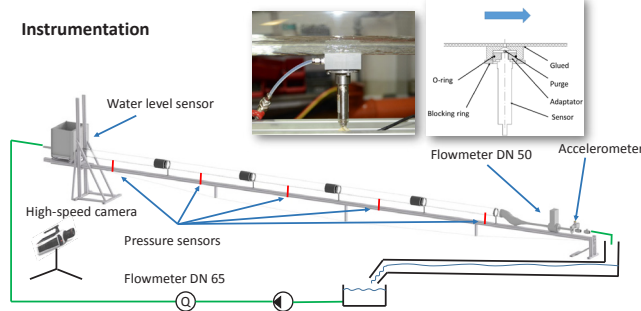 Instrumentation
Water level sensor
O-ring
Blocking ring
Glued
Purge
Adaptator
Sensor
Flowmeter DN 50
Accelerometer
High-speed camera
Pressure sensors
Flowmeter DN 65
Q